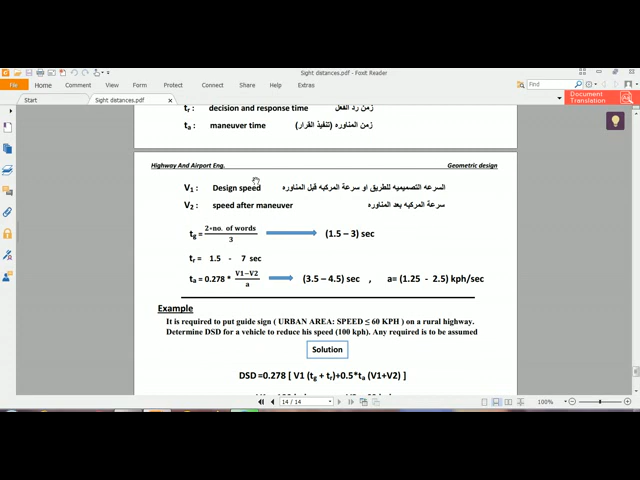 Sight distances.pdf - Foxit Reader
File Home Comment View Form Protect Connect Share Help Extras
Find
Start Sight distances.pdf
Document Translation
tr : decision and response time زمن رد الفعل
ta : maneuver time زمن المناوره (تنفيذ القرار)
Highway And Airport Eng. Geometric design
V1 : Design speed السرعه التصميميه للطريق او سرعة المركبه قبل المناوره
V2 : speed after maneuver سرعة المركبه بعد المناوره
tg = 2*no. of words / 3 (1.5 – 3) sec
tr = 1.5 - 7 sec
ta = 0.278 * V1−V2 / a (3.5 – 4.5) sec , a= (1.25 - 2.5) kph/sec
Example
It is required to put guide sign ( URBAN AREA: SPEED ≤ 60 KPH ) on a rural highway.
Determine DSD for a vehicle to reduce his speed (100 kph). Any required is to be assumed
Solution
DSD =0.278 [ V1 (tg + tr)+0.5*ta (V1+V2) ]
14 / 14
100%